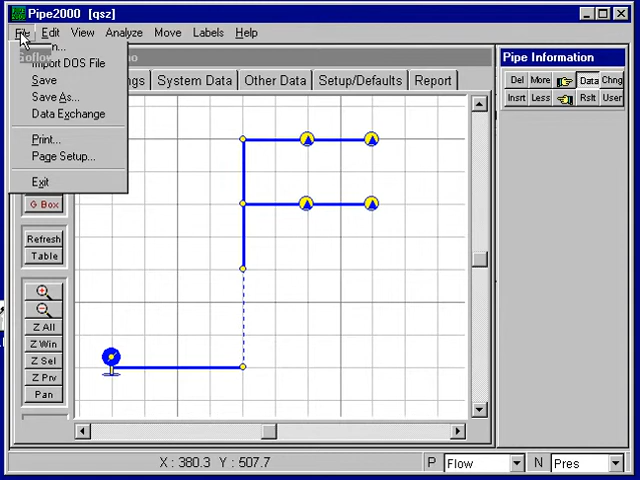 Pipe2000 [qsz]
Edit View Analyze Move Labels Help
Import DOS File
Save
Save As...
Data Exchange
Print...
Page Setup...
Exit
System Data Other Data Setup/Defaults Report
G Box
Refresh
Table
Z All
Z Win
Z Sel
Z Prv
Pan
Pipe Information
Del More Data Chng
Insrt Less Rslt User
X : 380.3 Y : 507.7 P Flow N Pres